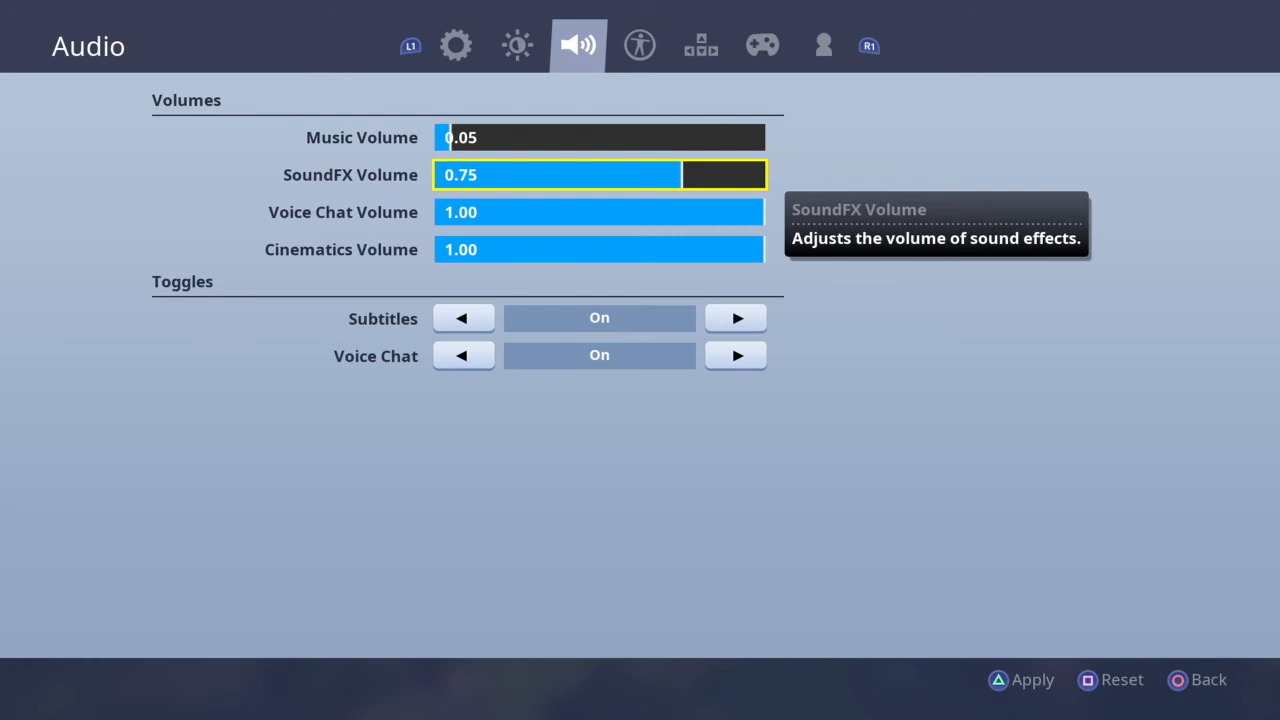 Audio
L1
R1
Volumes
Music Volume 0.05
SoundFX Volume 0.75
Voice Chat Volume 1.00
Cinematics Volume 1.00
SoundFX Volume
Adjusts the volume of sound effects.
Toggles
Subtitles On
Voice Chat On
Apply Reset Back